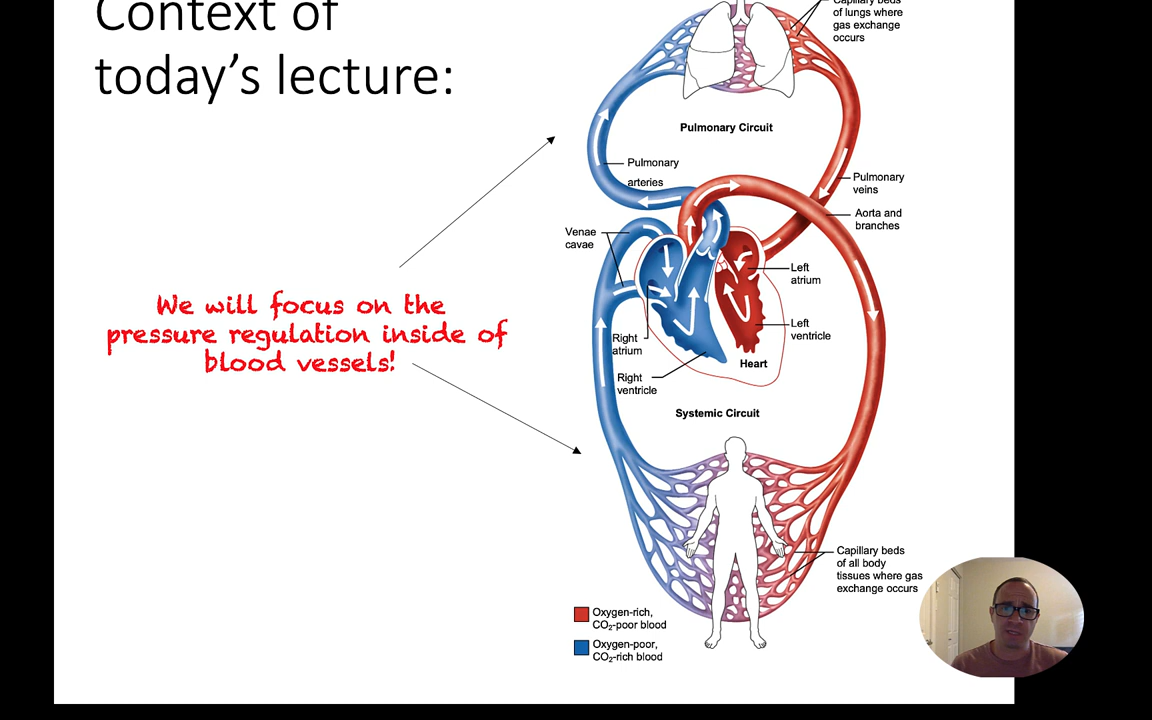 Context of
today’s lecture:
We will focus on the
pressure regulation inside of
blood vessels!
Capillary beds
of lungs where
gas exchange
occurs
Pulmonary Circuit
Pulmonary
arteries
Pulmonary
veins
Aorta and
branches
Venae
cavae
Left
atrium
Left
ventricle
Right
atrium
Heart
Right
ventricle
Systemic Circuit
Capillary beds
of all body
tissues where gas
exchange occurs
Oxygen-rich,
CO₂-poor blood
Oxygen-poor,
CO₂-rich blood